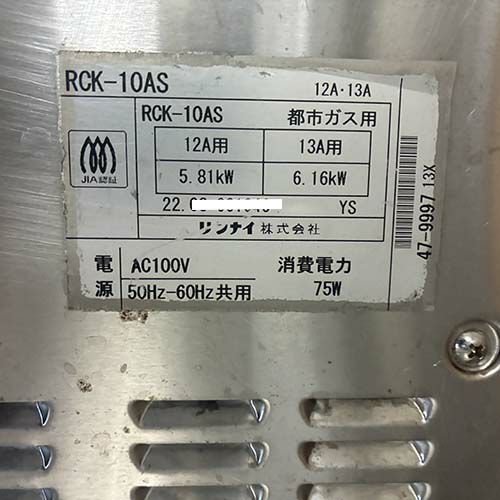 RCK-10AS 12A·13A
RCK-10AS 都市ガス用
12A用 13A用
5.81kW 6.16kW
JIA認証
22. YS
リンナイ株式会社
電源 AC100V 消費電力
50Hz-60Hz共用 75W
47-9997 13X